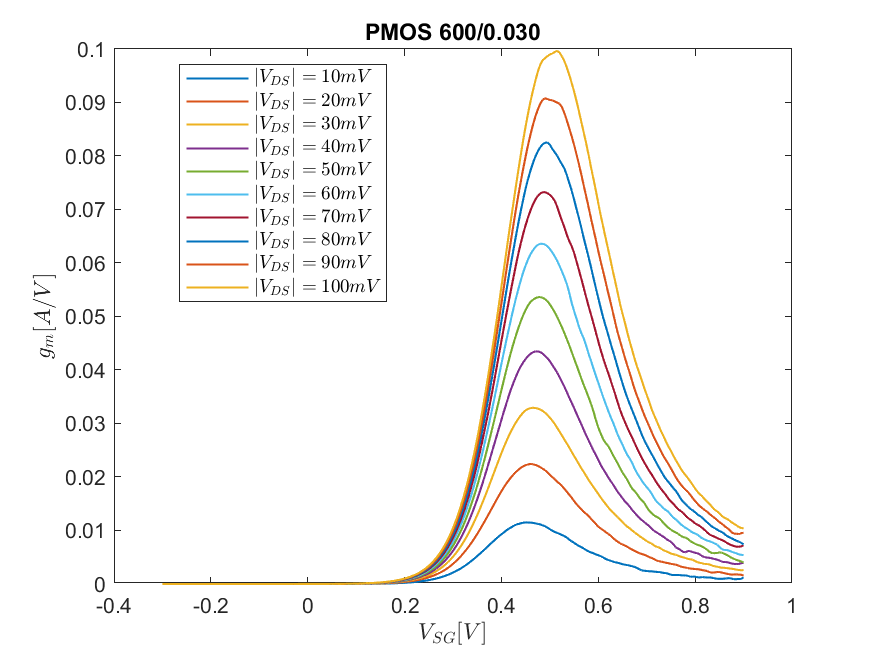 PMOS 600/0.030
0.1
0.09
0.08
0.07
0.06
0.05
0.04
0.03
0.02
0.01
0
g_m[A/V]
|V_DS| = 10mV
|V_DS| = 20mV
|V_DS| = 30mV
|V_DS| = 40mV
|V_DS| = 50mV
|V_DS| = 60mV
|V_DS| = 70mV
|V_DS| = 80mV
|V_DS| = 90mV
|V_DS| = 100mV
-0.4 -0.2 0 0.2 0.4 0.6 0.8 1
V_SG[V]